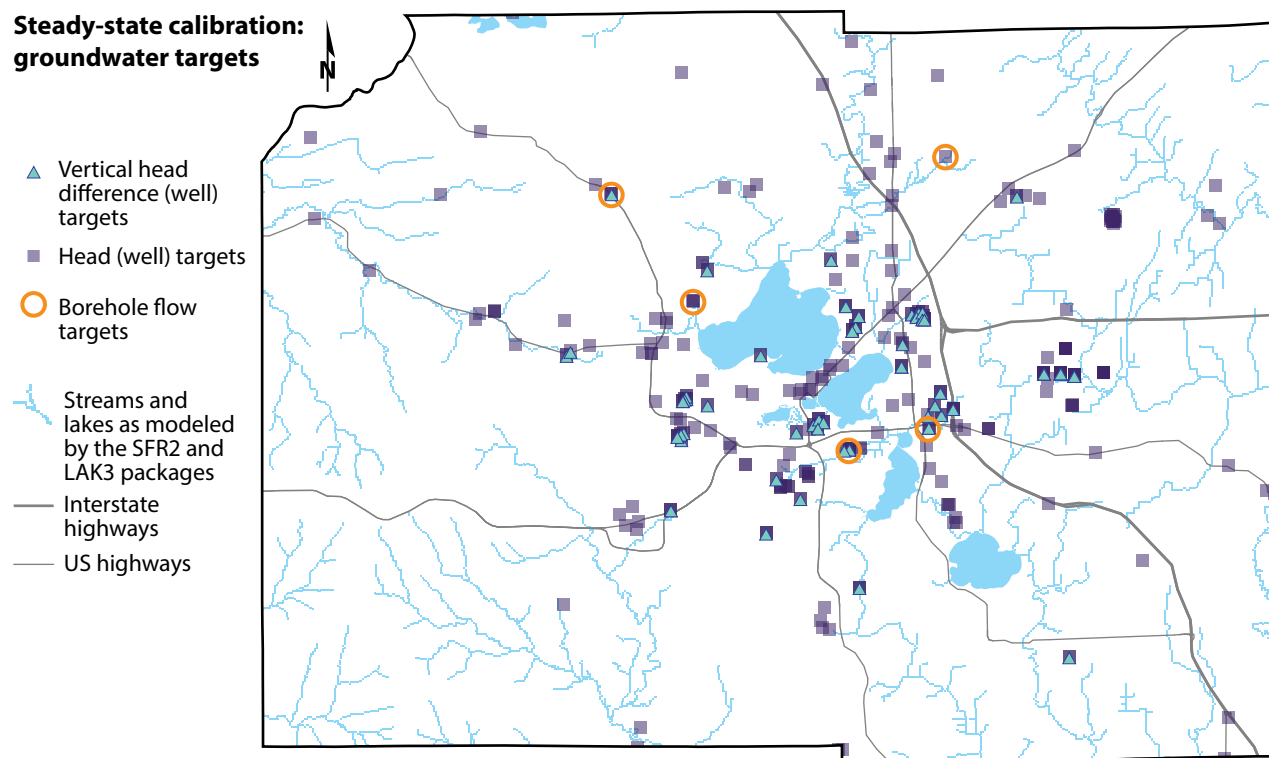 Steady-state calibration:
groundwater targets
N
Vertical head
difference (well)
targets
Head (well) targets
Borehole flow
targets
Streams and
lakes as modeled
by the SFR2 and
LAK3 packages
Interstate
highways
US highways